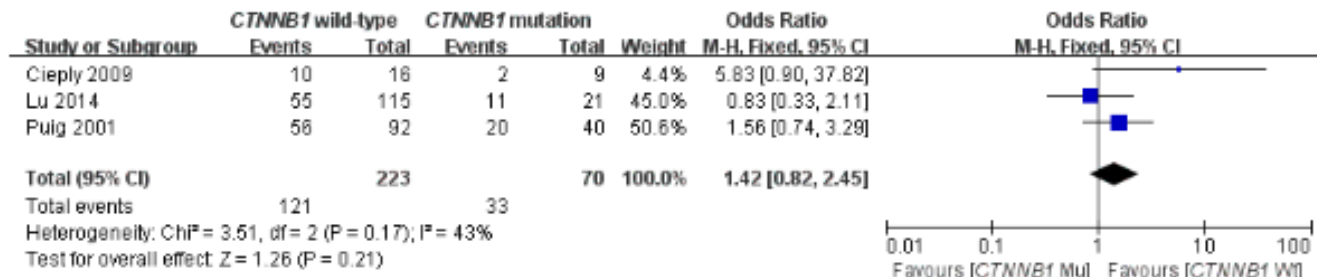 CTNNB1 wild-type CTNNB1 mutation Odds Ratio Odds Ratio
Study or Subgroup Events Total Events Total Weight M-H, Fixed, 95% CI M-H, Fixed, 95% CI
Cieply 2009 10 16 2 9 4.4% 5.83 [0.90, 37.82]
Lu 2014 55 115 11 21 45.0% 0.83 [0.33, 2.11]
Puig 2001 56 92 20 40 50.6% 1.56 [0.74, 3.29]
Total (95% CI) 223 70 100.0% 1.42 [0.82, 2.45]
Total events 121 33
Heterogeneity: Chi² = 3.51, df = 2 (P = 0.17); I² = 43%
Test for overall effect: Z = 1.26 (P = 0.21)
0.01 0.1 1 10 100
Favours [CTNNB1 Mu] Favours [CTNNB1 Wt]